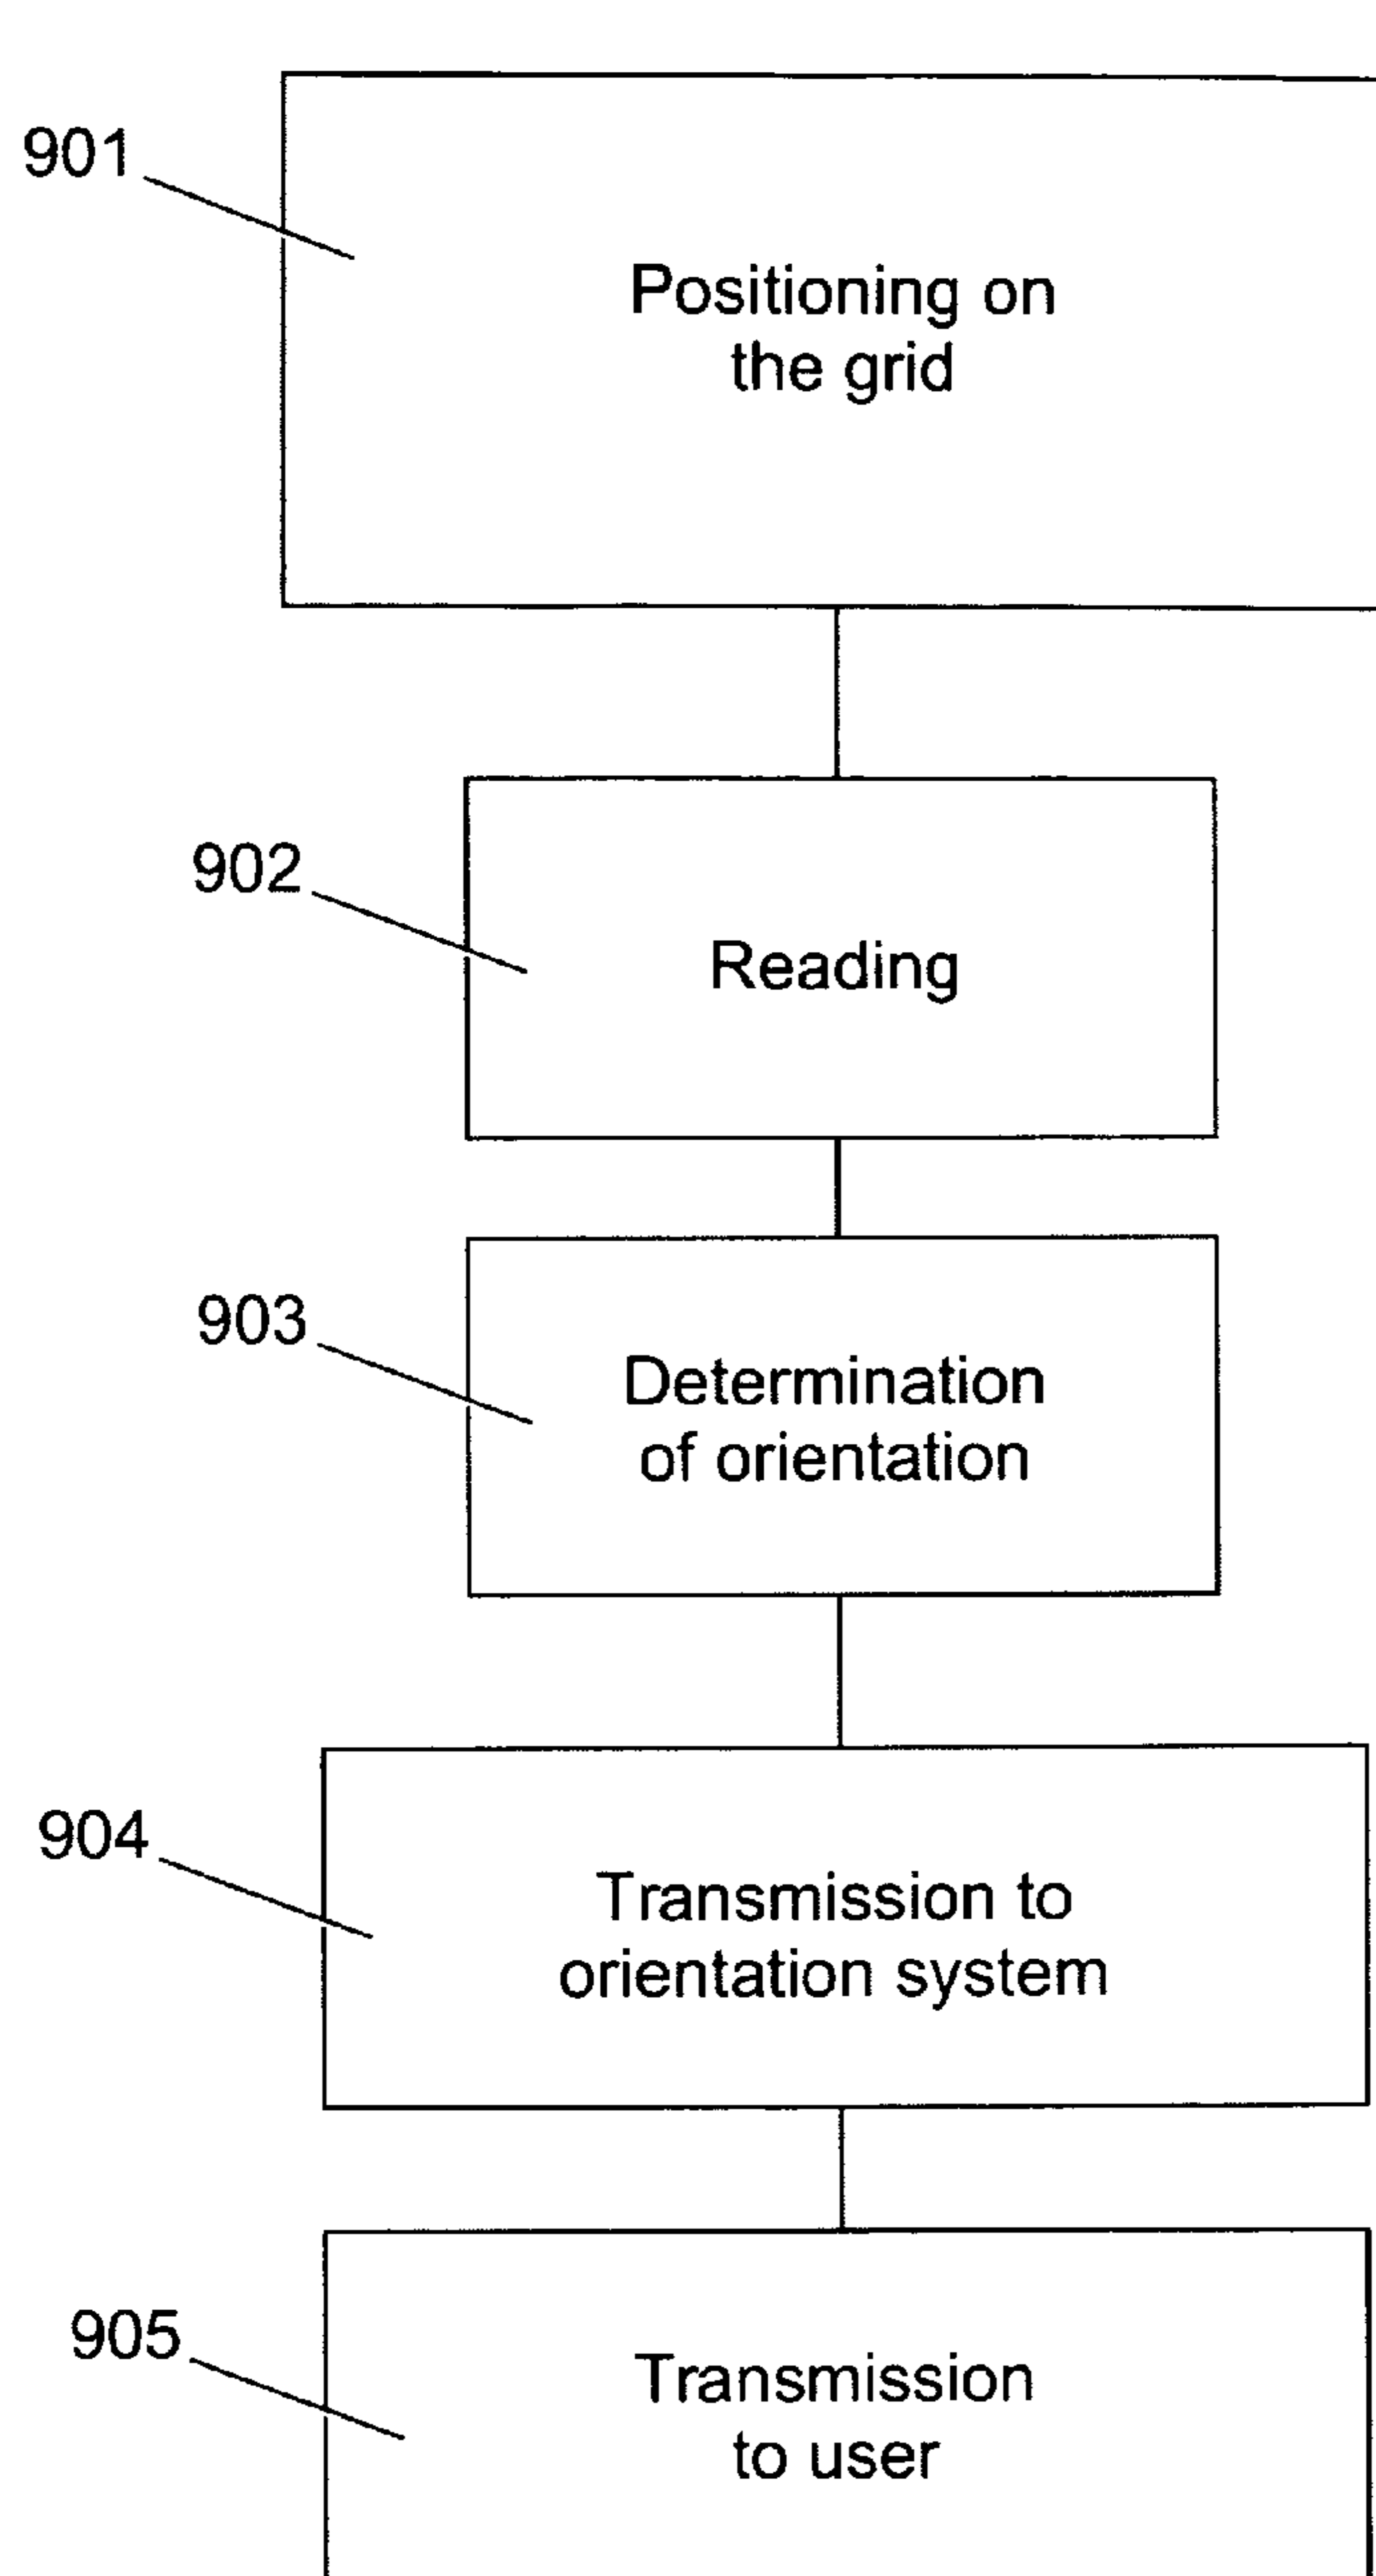 901
Positioning on
the grid
902
Reading
903
Determination
of orientation
904
Transmission to
orientation system
905
Transmission
to user